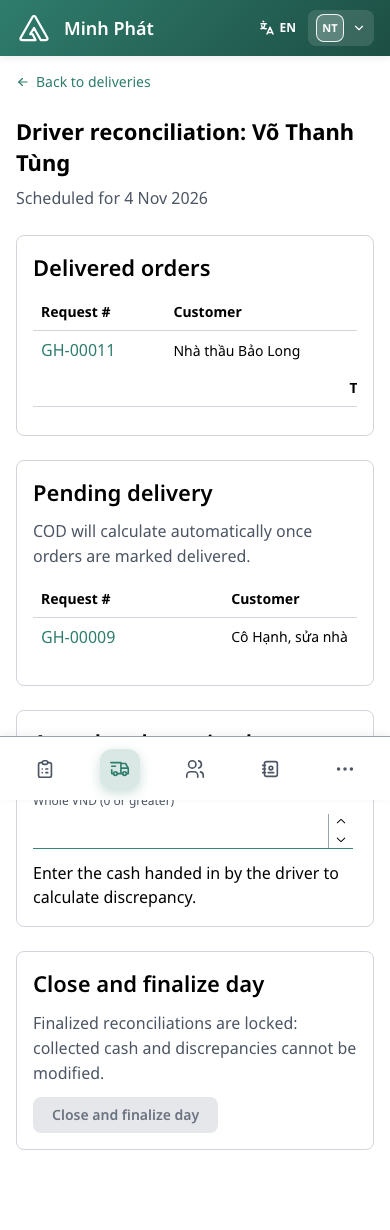 Minh Phát
EN
NT
Back to deliveries
Driver reconciliation: Võ Thanh
Tùng
Scheduled for 4 Nov 2026
Delivered orders
Request # Customer
GH-00011 Nhà thầu Bảo Long
T
Pending delivery
COD will calculate automatically once
orders are marked delivered.
Request # Customer
GH-00009 Cô Hạnh, sửa nhà
Whole VND (0 or greater)
Enter the cash handed in by the driver to
calculate discrepancy.
Close and finalize day
Finalized reconciliations are locked:
collected cash and discrepancies cannot be
modified.
Close and finalize day